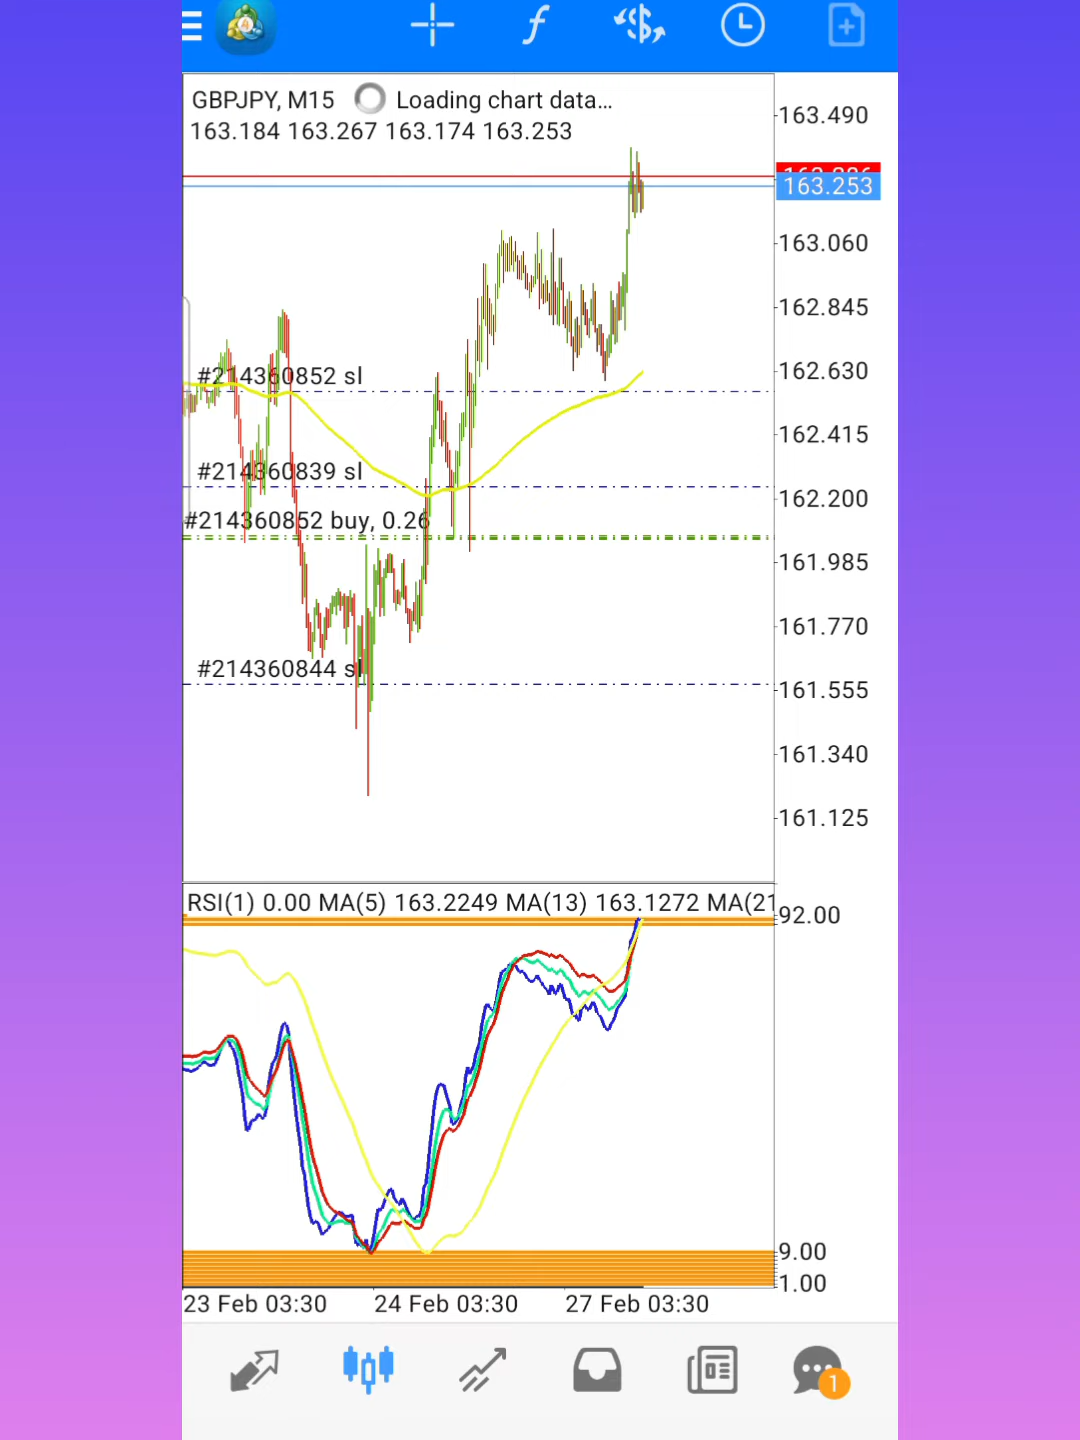 GBPJPY, M15 Loading chart data...
163.184 163.267 163.174 163.253
163.490
163.253
163.060
162.845
162.630
#214360852 sl
162.415
#214360839 sl
162.200
#214360852 buy, 0.26
161.985
161.770
#214360844 sl
161.555
161.340
161.125
RSI(1) 0.00 MA(5) 163.2249 MA(13) 163.1272 MA(21
92.00
9.00
1.00
23 Feb 03:30 24 Feb 03:30 27 Feb 03:30
1